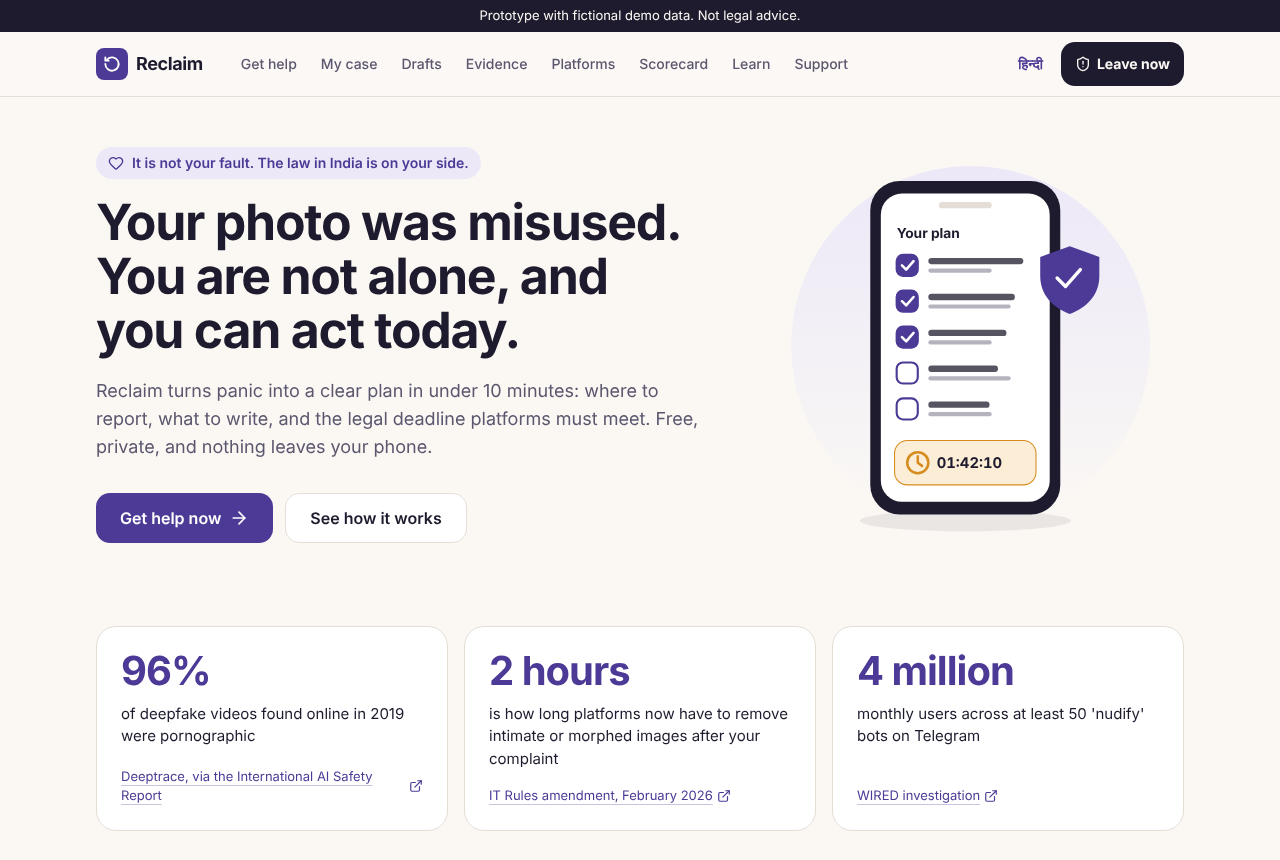 Prototype with fictional demo data. Not legal advice.
Reclaim
Get help
My case
Drafts
Evidence
Platforms
Scorecard
Learn
Support
हिन्दी
Leave now
It is not your fault. The law in India is on your side.
Your photo was misused.
You are not alone, and
you can act today.
Reclaim turns panic into a clear plan in under 10 minutes: where to
report, what to write, and the legal deadline platforms must meet. Free,
private, and nothing leaves your phone.
Get help now
See how it works
Your plan
01:42:10
96%
of deepfake videos found online in 2019
were pornographic
Deeptrace, via the International AI Safety
Report
2 hours
is how long platforms now have to remove
intimate or morphed images after your
complaint
IT Rules amendment, February 2026
4 million
monthly users across at least 50 'nudify'
bots on Telegram
WIRED investigation